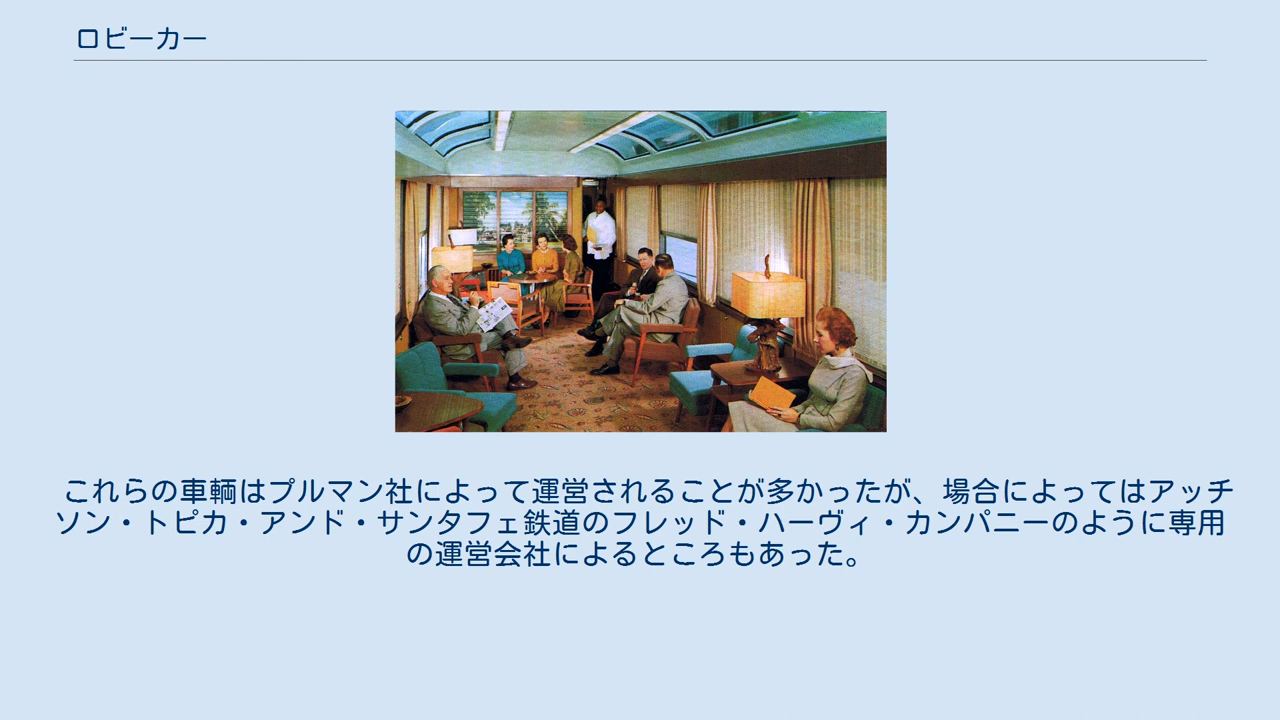 ロビーカー
これらの車輌はプルマン社によって運営されることが多かったが、場合によってはアッチ
ソン・トピカ・アンド・サンタフェ鉄道のフレッド・ハーヴィ・カンパニーのように専用
の運営会社によるところもあった。